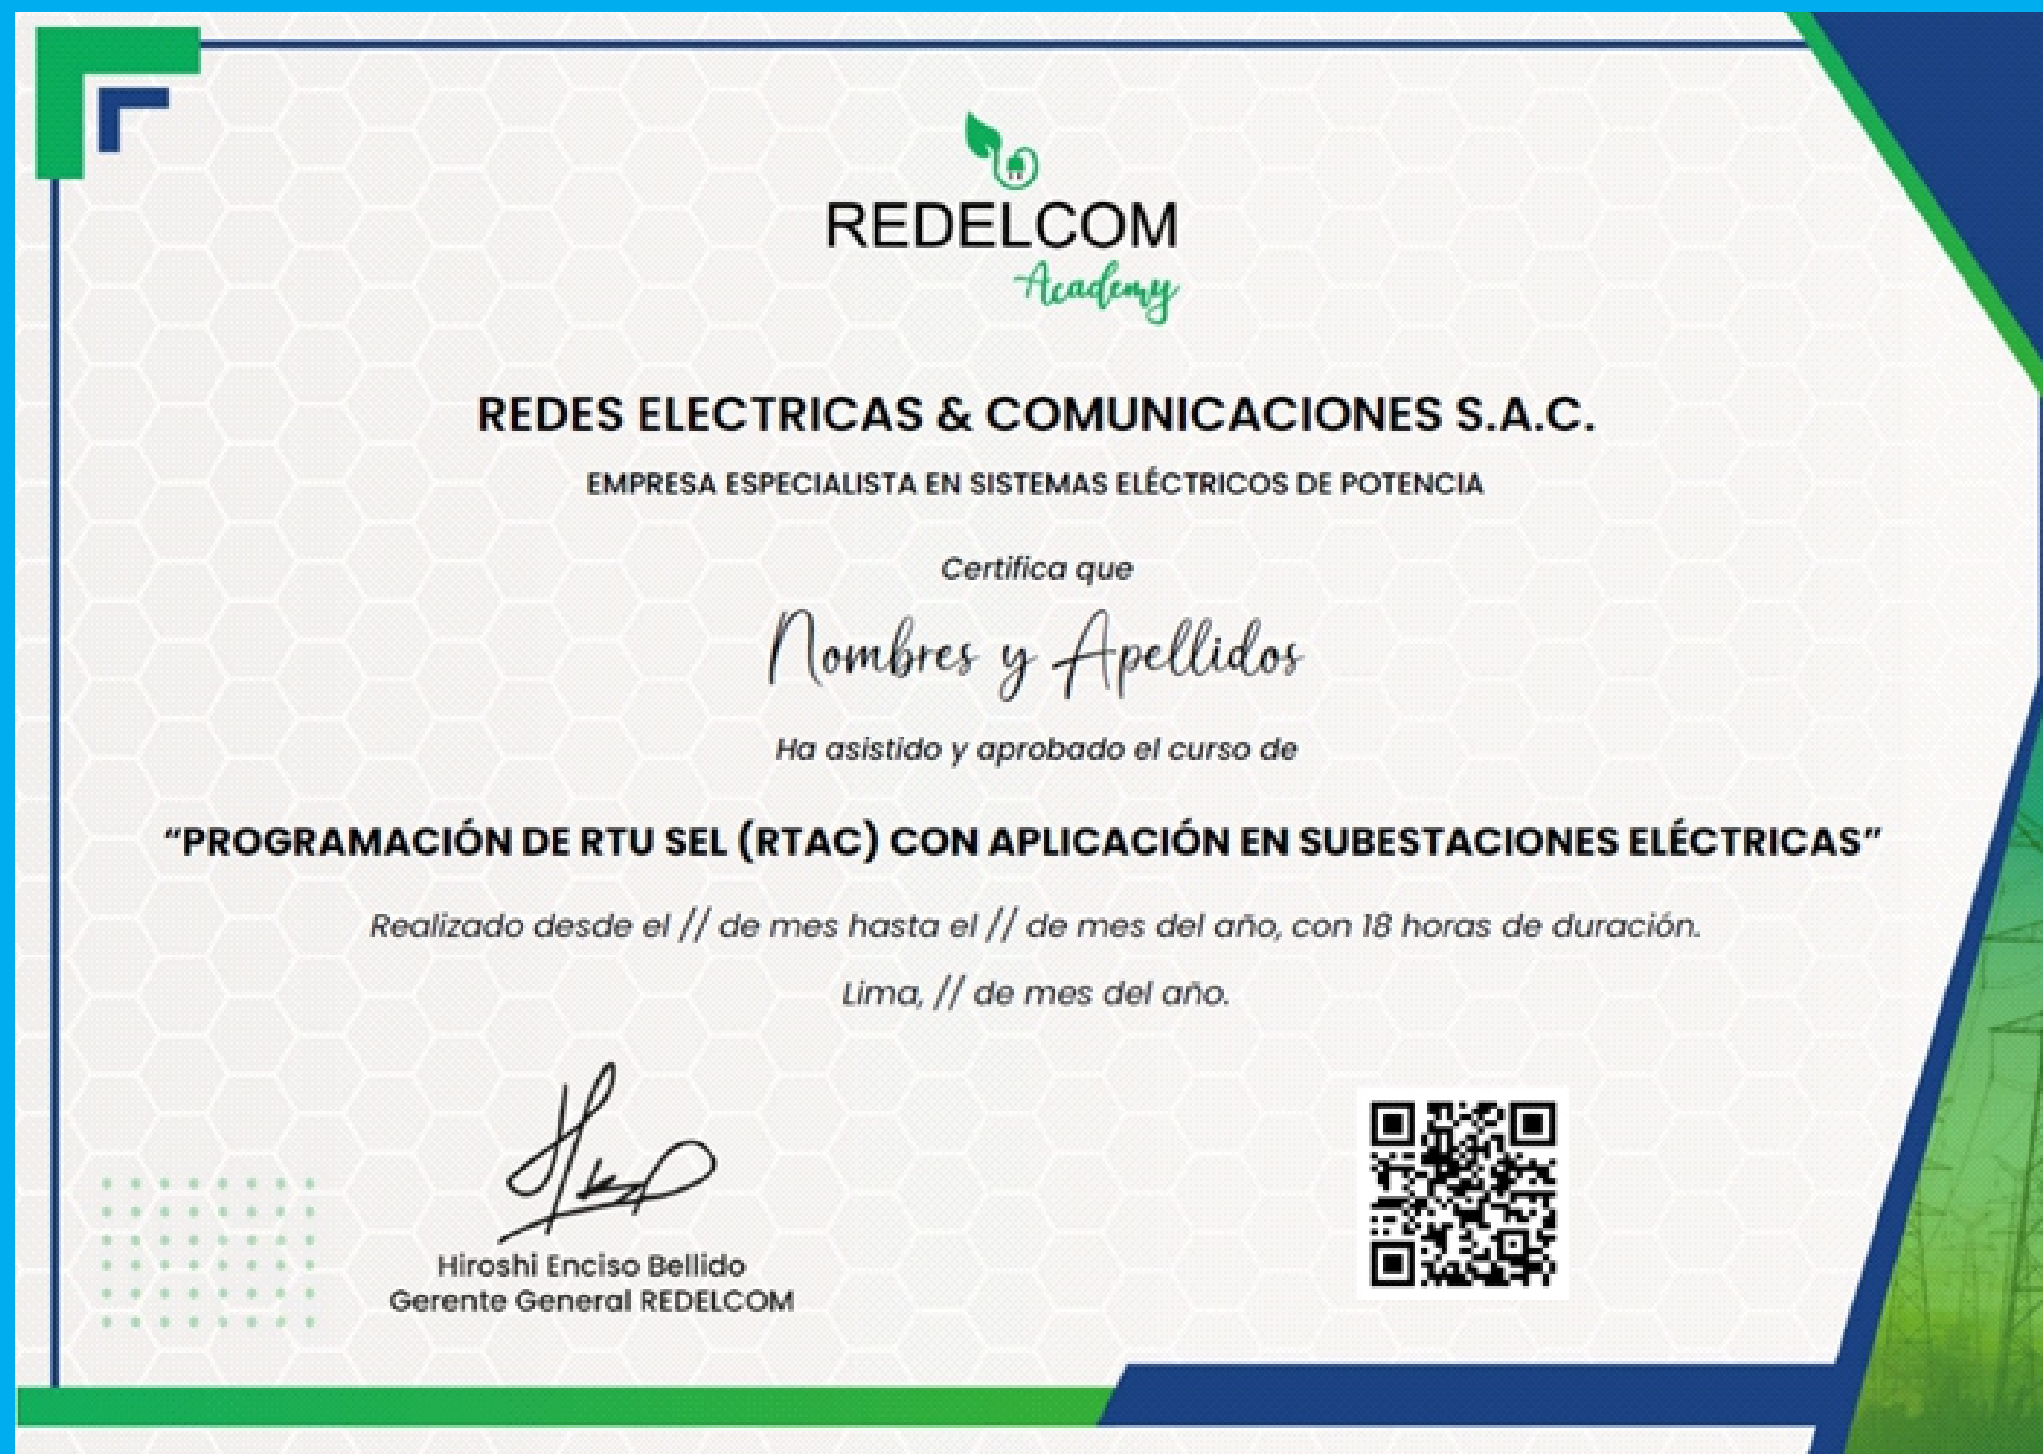 REDELCOM
Academy
REDES ELECTRICAS & COMUNICACIONES S.A.C.
EMPRESA ESPECIALISTA EN SISTEMAS ELÉCTRICOS DE POTENCIA
Certifica que
Nombres y Apellidos
Ha asistido y aprobado el curso de
“PROGRAMACIÓN DE RTU SEL (RTAC) CON APLICACIÓN EN SUBESTACIONES ELÉCTRICAS”
Realizado desde el // de mes hasta el // de mes del año, con 18 horas de duración.
Lima, // de mes del año.
Hiroshi Enciso Bellido
Gerente General REDELCOM